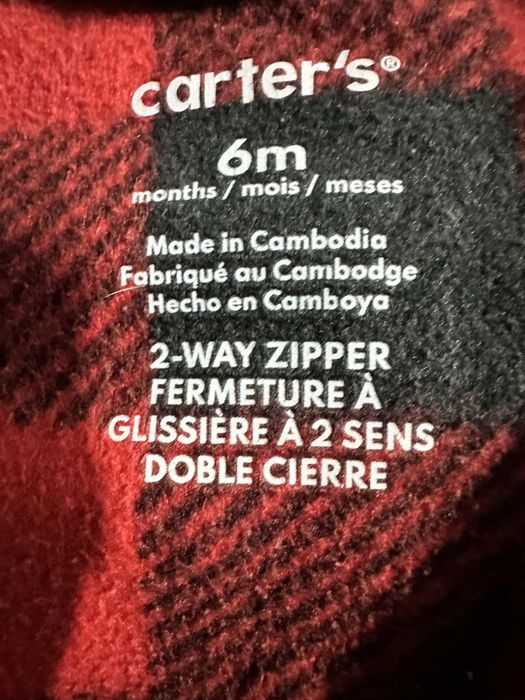 carter's®
6m
months / mois / meses
Made in Cambodia
Fabriqué au Cambodge
Hecho en Camboya
2-WAY ZIPPER
FERMETURE À
GLISSIÈRE À 2 SENS
DOBLE CIERRE